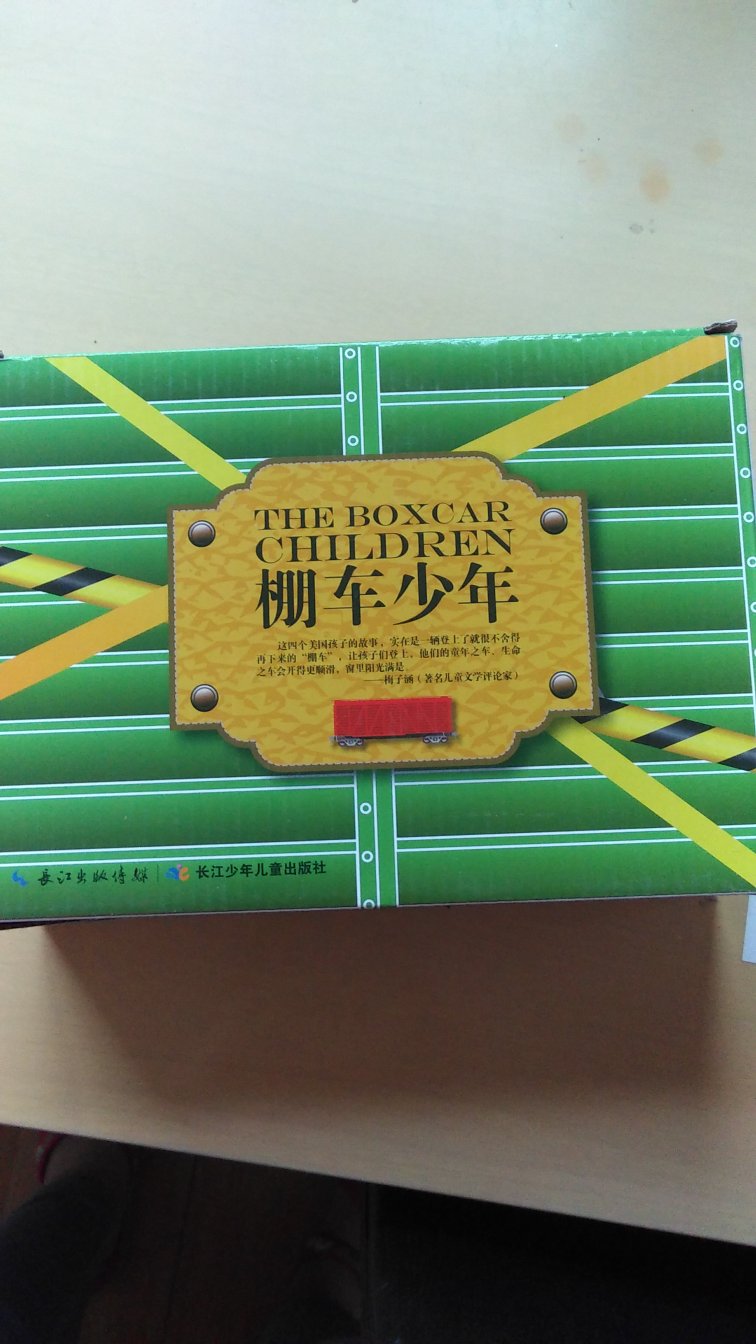 THE BOXCAR
CHILDREN
棚车少年
这四个美国孩子的故事，实在是一辆登上了就很不舍得
再下来的“棚车”，让孩子们登上，他们的童年之车、生命
之车会开得更顺滑，窗里阳光满是。
——梅子涵（著名儿童文学评论家）
長江出版传媒 长江少年儿童出版社